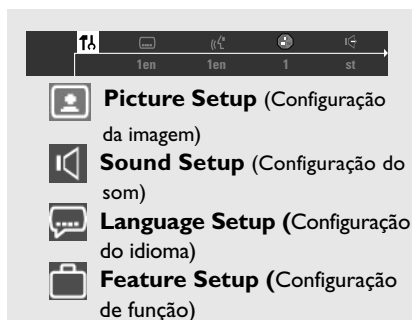 1en 1en 1 st
Picture Setup (Configuração
da imagem)
Sound Setup (Configuração do
som)
Language Setup (Configuração
do idioma)
Feature Setup (Configuração
de função)